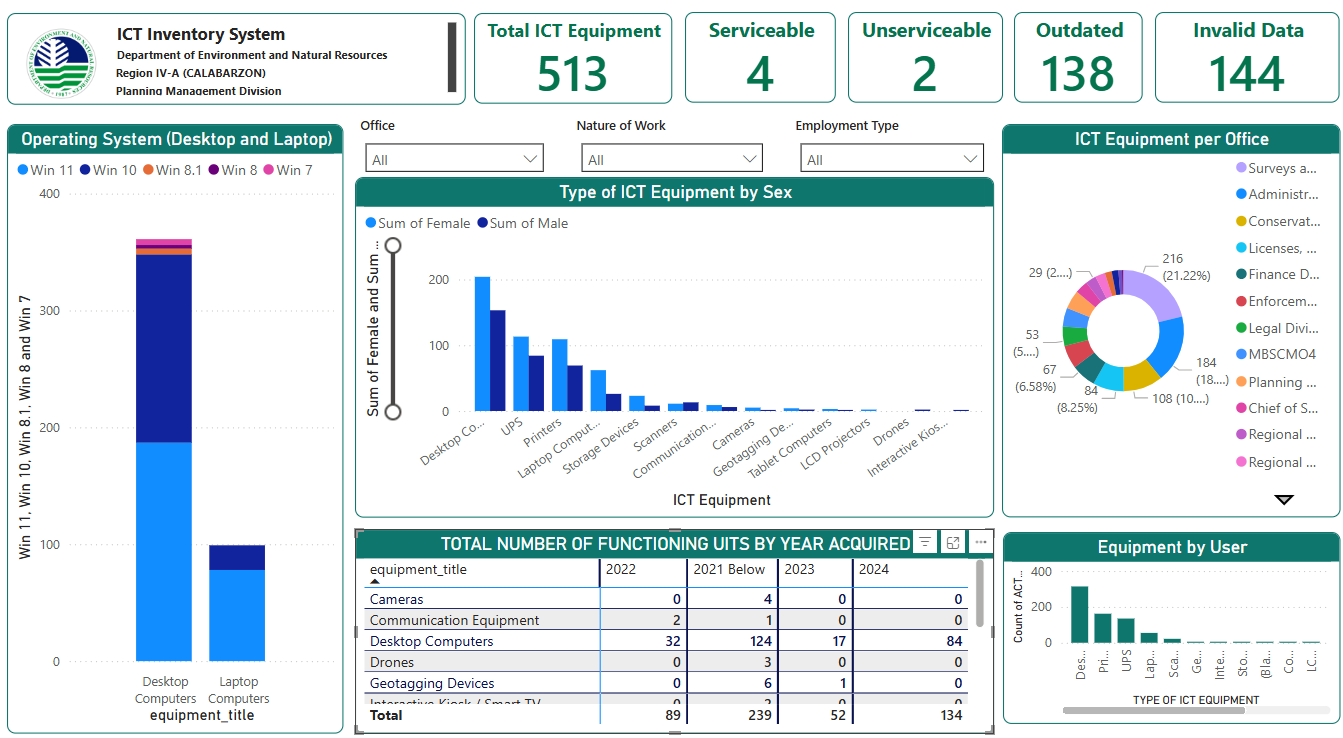 ICT Inventory System
Department of Environment and Natural Resources
Region IV-A (CALABARZON)
Planning Management Division
Total ICT Equipment
513
Serviceable
4
Unserviceable
2
Outdated
138
Invalid Data
144
Operating System (Desktop and Laptop)
Win 11 Win 10 Win 8.1 Win 8 Win 7
400
300
200
100
0
Win 11, Win 10, Win 8.1, Win 8 and Win 7
Desktop Computers
Laptop Computers
equipment_title
Office
All
Nature of Work
All
Employment Type
All
Type of ICT Equipment by Sex
Sum of Female Sum of Male
Sum of Female and Sum ...
200
100
0
Desktop Co...
UPS
Printers
Laptop Comput...
Storage Devices
Scanners
Communication...
Cameras
Geotagging De...
Tablet Computers
LCD Projectors
Drones
Interactive Kios...
ICT Equipment
TOTAL NUMBER OF FUNCTIONING UITS BY YEAR ACQUIRED
equipment_title 2022 2021 Below 2023 2024
Cameras 0 4 0 0
Communication Equipment 2 1 0 0
Desktop Computers 32 124 17 84
Drones 0 3 0 0
Geotagging Devices 0 6 1 0
Interactive Kiosk / Smart TV 0 2 0 0
Total 89 239 52 134
ICT Equipment per Office
216
(21.22%)
184
(18....)
108 (10....)
84
(8.25%)
67
(6.58%)
53
(5....)
29 (2....)
Surveys a...
Administr...
Conservat...
Licenses, ...
Finance D...
Enforcem...
Legal Divi...
MBSCMO4
Planning ...
Chief of S...
Regional ...
Regional ...
Equipment by User
Count of ACT...
400
200
0
Des...
Pri...
UPS
Lap...
Sca...
Ge...
Inte...
Sto...
(Bla...
Co...
LC...
TYPE OF ICT EQUIPMENT